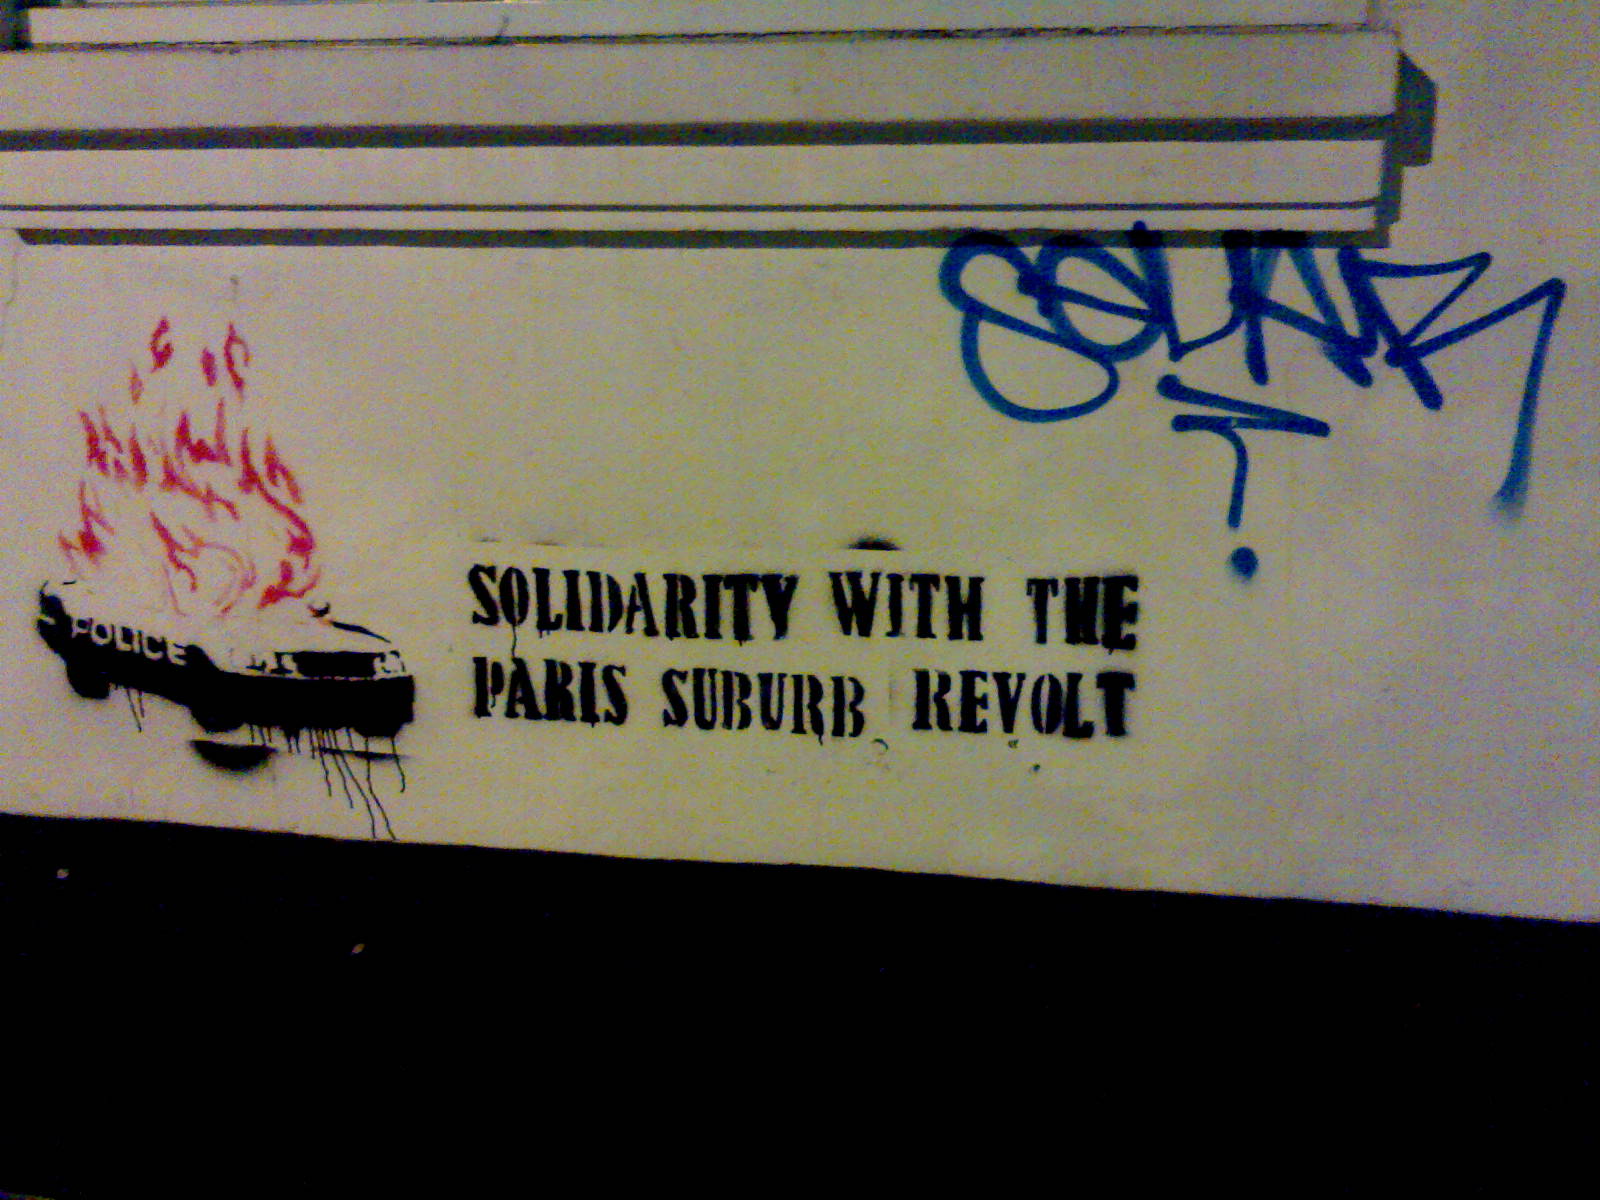 POLICE
SOLIDARITY WITH THE
PARIS SUBURB REVOLT